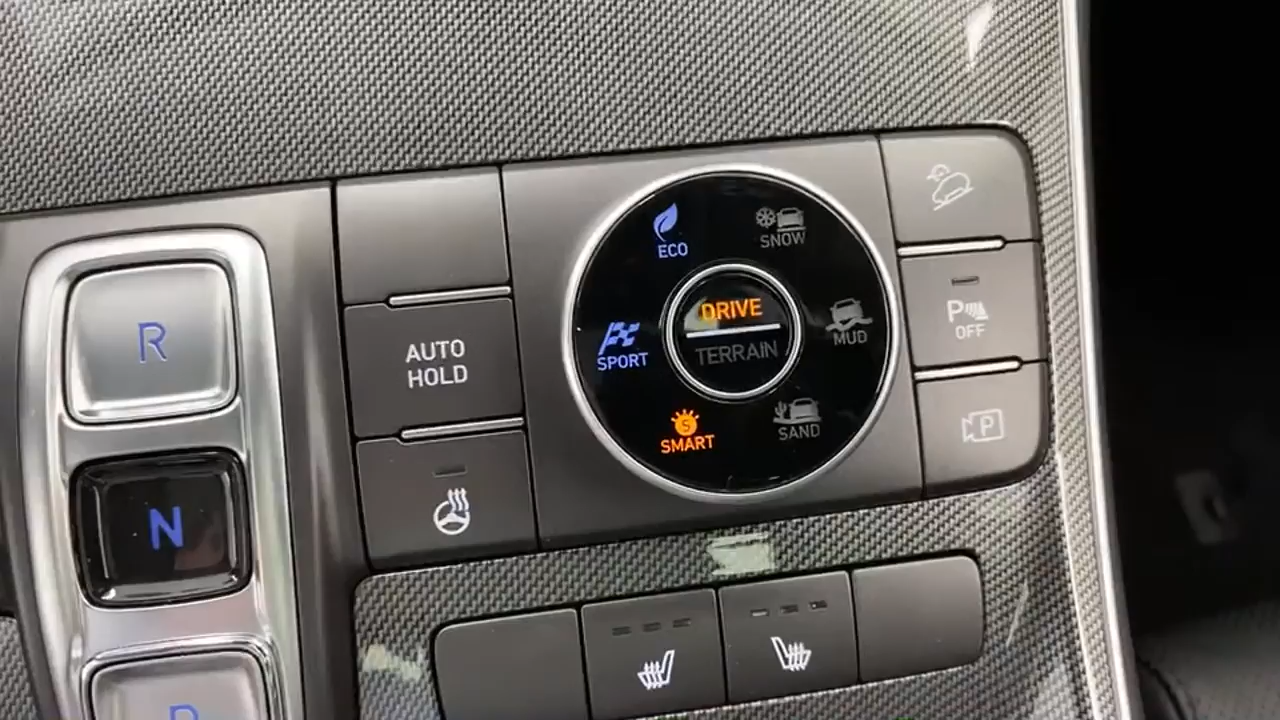 R
N
AUTO
HOLD
ECO
SNOW
SPORT
DRIVE
TERRAIN
MUD
S
SMART
SAND
P
OFF
P